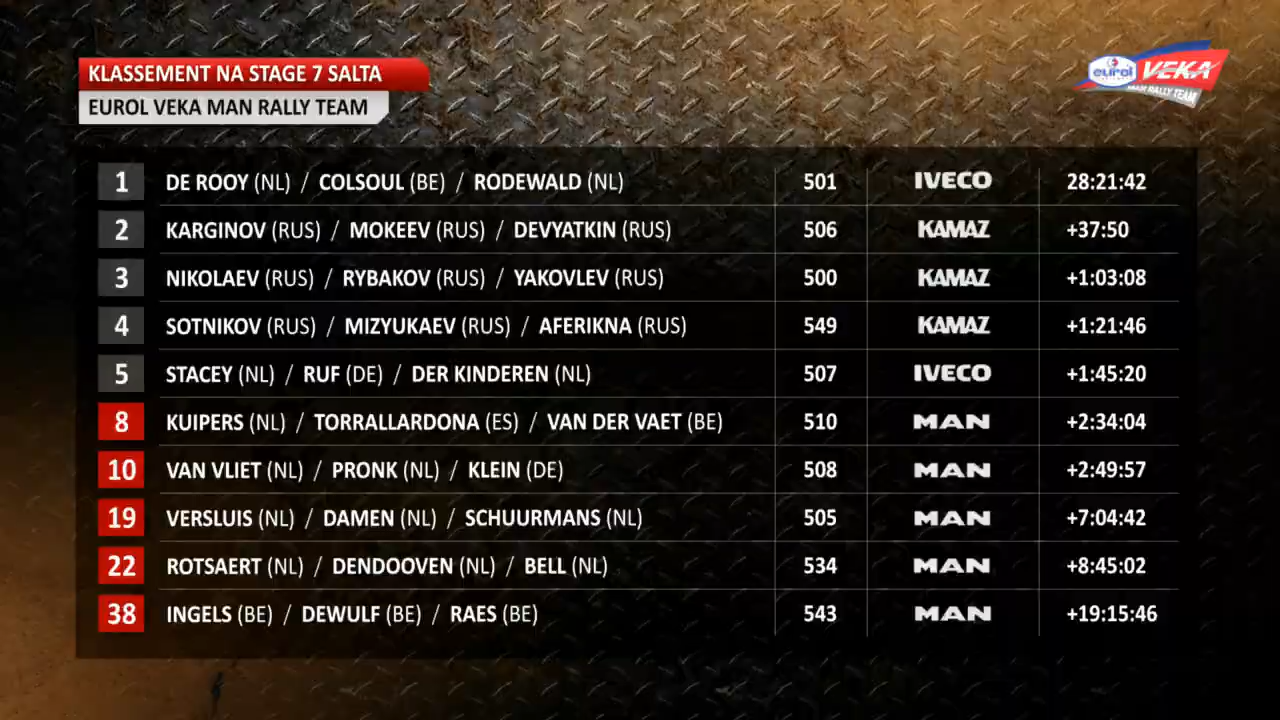 KLASSEMENT NA STAGE 7 SALTA
EUROL VEKA MAN RALLY TEAM
eurol VEKA
MAN RALLY TEAM
1 DE ROOY (NL) / COLSOUL (BE) / RODEWALD (NL) 501 IVECO 28:21:42
2 KARGINOV (RUS) / MOKEEV (RUS) / DEVYATKIN (RUS) 506 KAMAZ +37:50
3 NIKOLAEV (RUS) / RYBAKOV (RUS) / YAKOVLEV (RUS) 500 KAMAZ +1:03:08
4 SOTNIKOV (RUS) / MIZYUKAEV (RUS) / AFERIKNA (RUS) 549 KAMAZ +1:21:46
5 STACEY (NL) / RUF (DE) / DER KINDEREN (NL) 507 IVECO +1:45:20
8 KUIPERS (NL) / TORRALLARDONA (ES) / VAN DER VAET (BE) 510 MAN +2:34:04
10 VAN VLIET (NL) / PRONK (NL) / KLEIN (DE) 508 MAN +2:49:57
19 VERSLUIS (NL) / DAMEN (NL) / SCHUURMANS (NL) 505 MAN +7:04:42
22 ROTSAERT (NL) / DENDOOVEN (NL) / BELL (NL) 534 MAN +8:45:02
38 INGELS (BE) / DEWULF (BE) / RAES (BE) 543 MAN +19:15:46